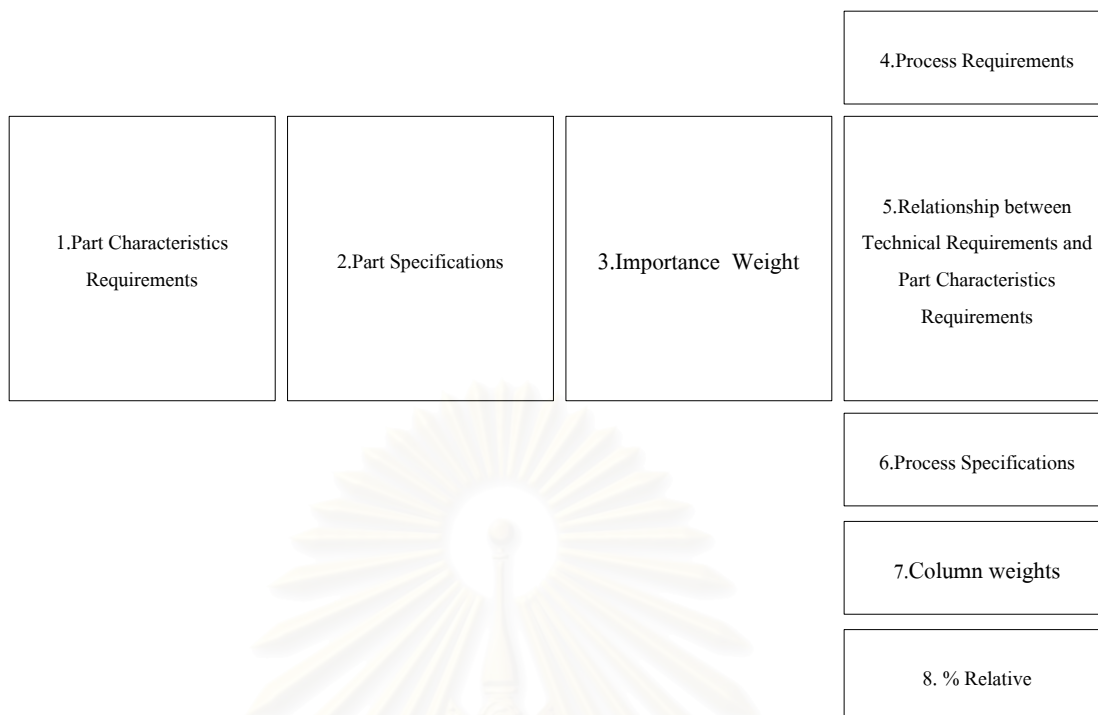 4.Process Requirements
1.Part Characteristics
Requirements
2.Part Specifications
3.Importance Weight
5.Relationship between
Technical Requirements and
Part Characteristics
Requirements
6.Process Specifications
7.Column weights
8. % Relative